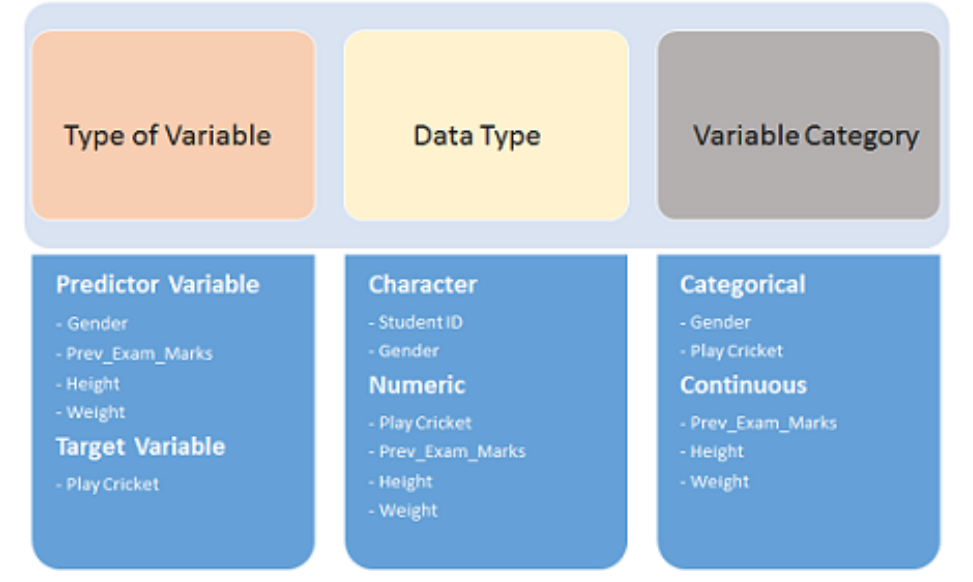 Type of Variable
Data Type
Variable Category
Predictor Variable
- Gender
- Prev_Exam_Marks
- Height
- Weight
Target Variable
- Play Cricket
Character
- Student ID
- Gender
Numeric
- Play Cricket
- Prev_Exam_Marks
- Height
- Weight
Categorical
- Gender
- Play Cricket
Continuous
- Prev_Exam_Marks
- Height
- Weight